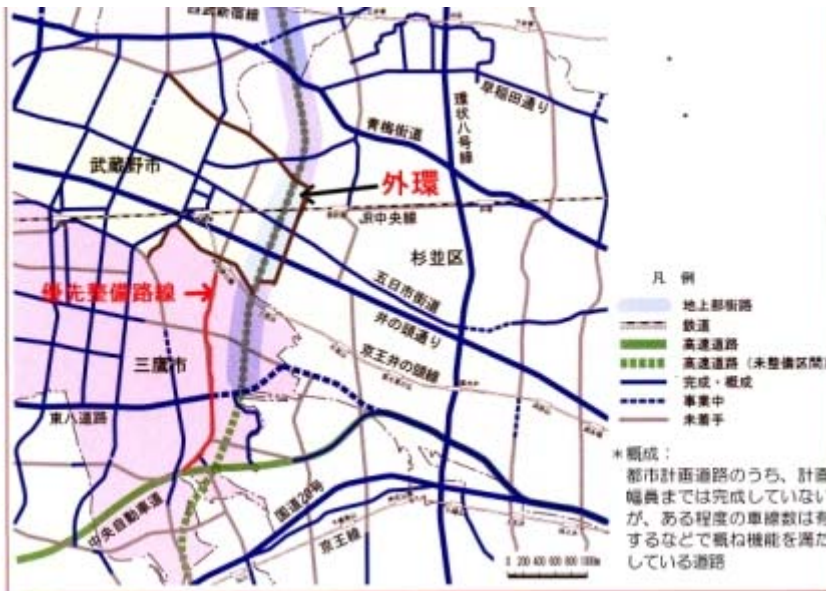 西武新宿線
早稲田通り
環状八号線
青梅街道
武蔵野市
外環
JR中央線
杉並区
五日市街道
井の頭通り
京王井の頭線
優先整備路線
三鷹市
東八道路
中央自動車道
国道20号
京王線
0 200 400 600 800 1000m
凡 例
地上部街路
鉄道
高速道路
高速道路（未整備区間）
完成・概成
事業中
未着手
＊概成：
都市計画道路のうち、計画
幅員までは完成していない
が、ある程度の車線数は有
するなどで概ね機能を満た
している道路